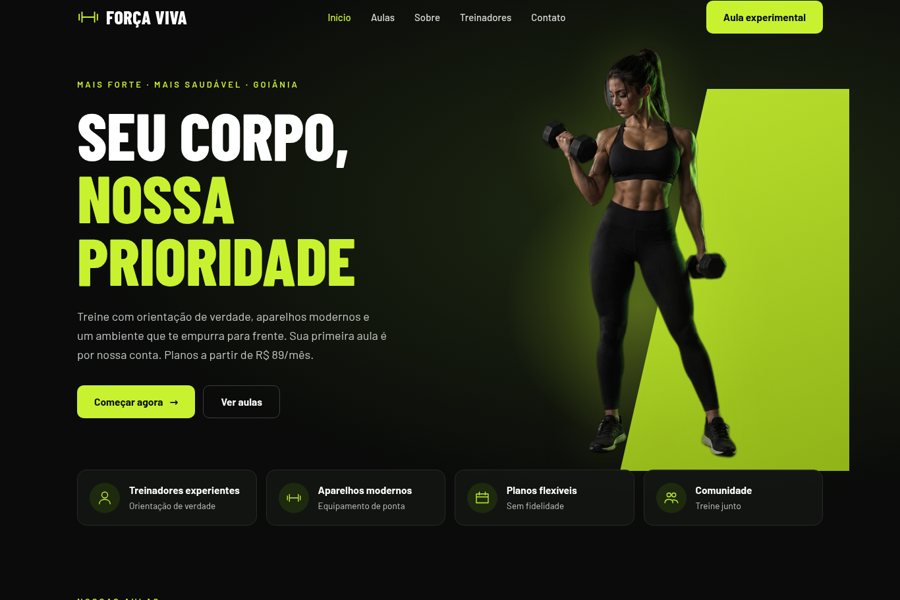 FORÇA VIVA
Início Aulas Sobre Treinadores Contato
Aula experimental
MAIS FORTE · MAIS SAUDÁVEL · GOIÂNIA
SEU CORPO,
NOSSA
PRIORIDADE
Treine com orientação de verdade, aparelhos modernos e
um ambiente que te empurra para frente. Sua primeira aula é
por nossa conta. Planos a partir de R$ 89/mês.
Começar agora →
Ver aulas
Treinadores experientes
Orientação de verdade
Aparelhos modernos
Equipamento de ponta
Planos flexíveis
Sem fidelidade
Comunidade
Treine junto